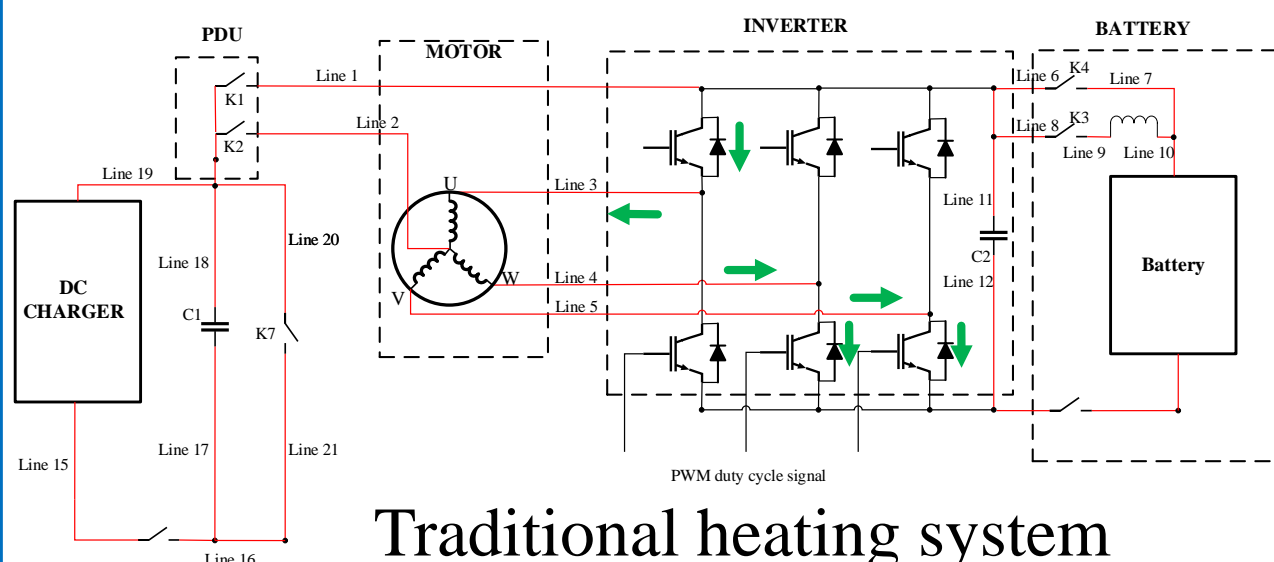 INVERTER
BATTERY
PDU
MOTOR
Line 1
K1
Line 2
K2
Line 6
K4
Line 7
Line 8
K3
Line 9
Line 10
Line 19
U
Line 3
Line 11
Line 20
DC
CHARGER
Line 18
C1
K7
V
W
Line 4
Line 5
C2
Line 12
Battery
Line 15
Line 17
Line 21
PWM duty cycle signal
Line 16
Traditional heating system